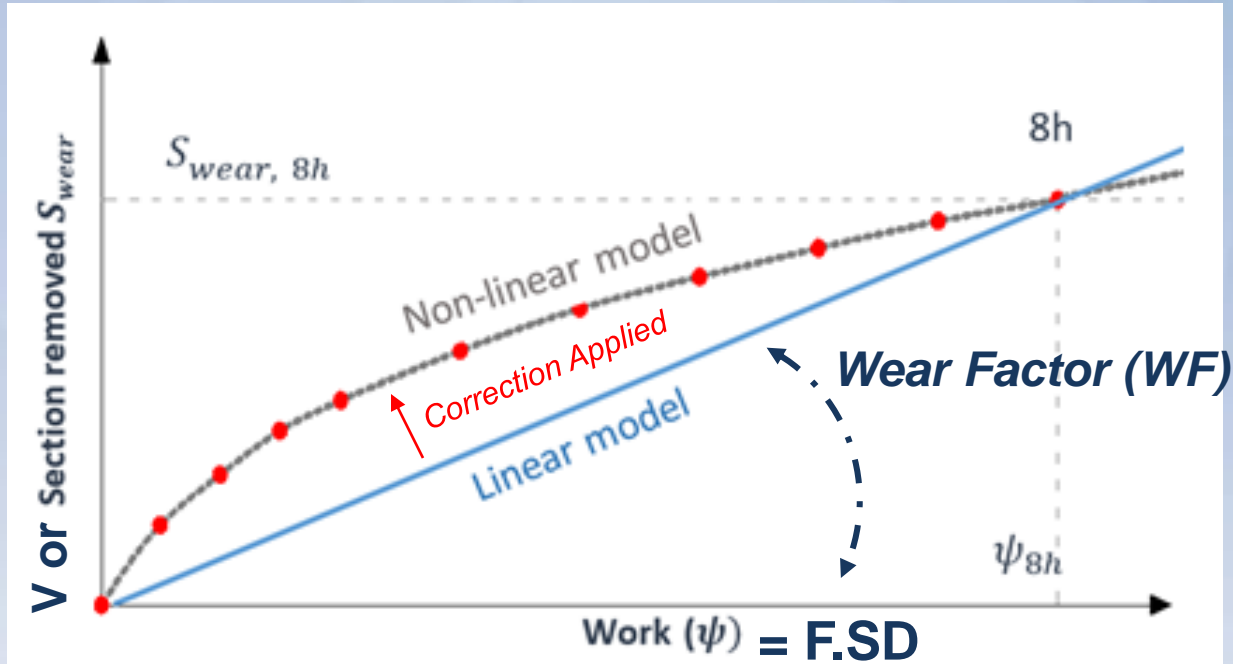 8h
S_wear, 8h
V or Section removed S_wear
Non-linear model
Correction Applied
Linear model
Wear Factor (WF)
ψ_8h
Work (ψ) = F.SD